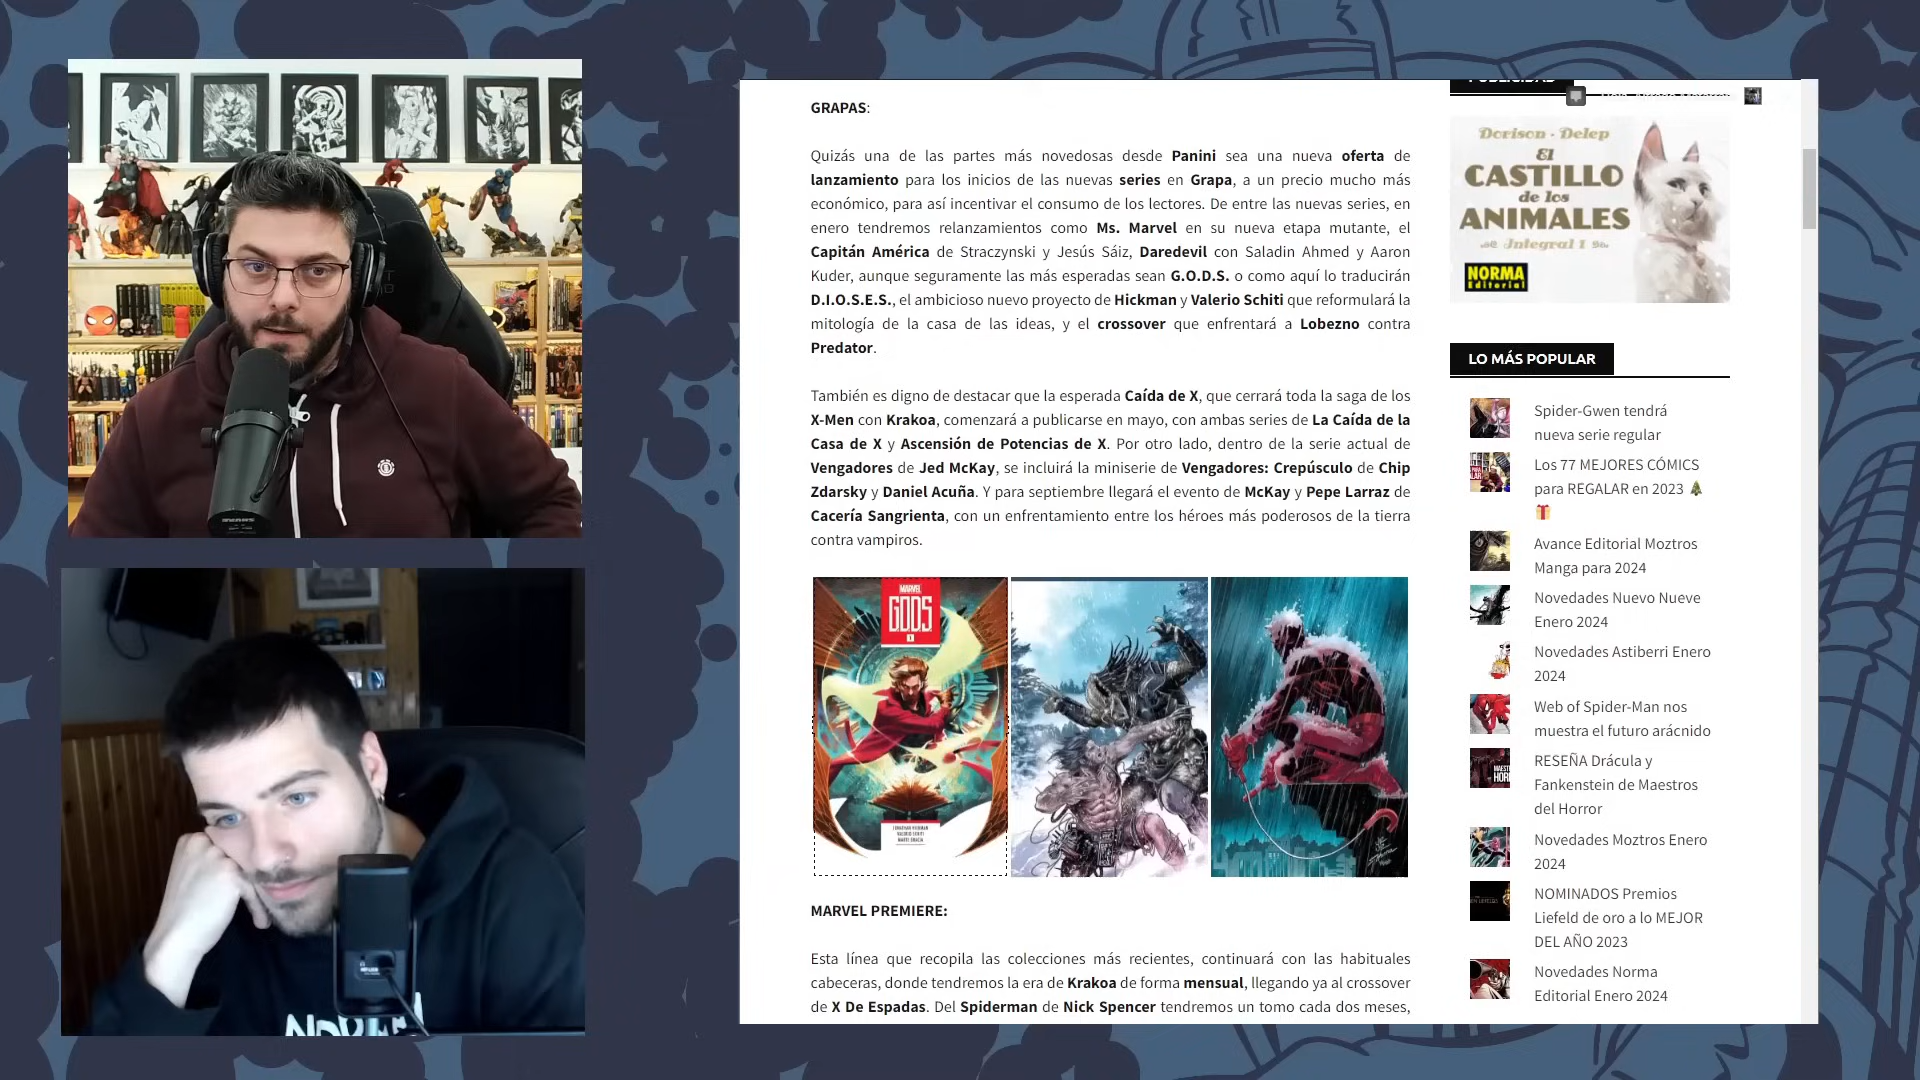 GRAPAS:
Quizás una de las partes más novedosas desde Panini sea una nueva oferta de
lanzamiento para los inicios de las nuevas series en Grapa, a un precio mucho más
económico, para así incentivar el consumo de los lectores. De entre las nuevas series, en
enero tendremos relanzamientos como Ms. Marvel en su nueva etapa mutante, el
Capitán América de Straczynski y Jesús Sáiz, Daredevil con Saladin Ahmed y Aaron
Kuder, aunque seguramente las más esperadas sean G.O.D.S. o como aquí lo traducirán
D.I.O.S.E.S., el ambicioso nuevo proyecto de Hickman y Valerio Schiti que reformulará la
mitología de la casa de las ideas, y el crossover que enfrentará a Lobezno contra
Predator.
También es digno de destacar que la esperada Caída de X, que cerrará toda la saga de los
X-Men con Krakoa, comenzará a publicarse en mayo, con ambas series de La Caída de la
Casa de X y Ascensión de Potencias de X. Por otro lado, dentro de la serie actual de
Vengadores de Jed McKay, se incluirá la miniserie de Vengadores: Crepúsculo de Chip
Zdarsky y Daniel Acuña. Y para septiembre llegará el evento de McKay y Pepe Larraz de
Cacería Sangrienta, con un enfrentamiento entre los héroes más poderosos de la tierra
contra vampiros.
MARVEL
GODS
1
JONATHAN HICKMAN
VALERIO SCHITI
MARTE GRACIA
MARVEL PREMIERE:
Esta línea que recopila las colecciones más recientes, continuará con las habituales
cabeceras, donde tendremos la era de Krakoa de forma mensual, llegando ya al crossover
de X De Espadas. Del Spiderman de Nick Spencer tendremos un tomo cada dos meses,
PUBLICIDAD
Dorison · Delep
El
CASTILLO
de los
ANIMALES
Integral 1
NORMA
Editorial
LO MÁS POPULAR
Spider-Gwen tendrá
nueva serie regular
Los 77 MEJORES CÓMICS
para REGALAR en 2023 🎄
🎁
Avance Editorial Moztros
Manga para 2024
Novedades Nuevo Nueve
Enero 2024
Novedades Astiberri Enero
2024
Web of Spider-Man nos
muestra el futuro arácnido
RESEÑA Drácula y
Fankenstein de Maestros
del Horror
Novedades Moztros Enero
2024
NOMINADOS Premios
Liefeld de oro a lo MEJOR
DEL AÑO 2023
Novedades Norma
Editorial Enero 2024